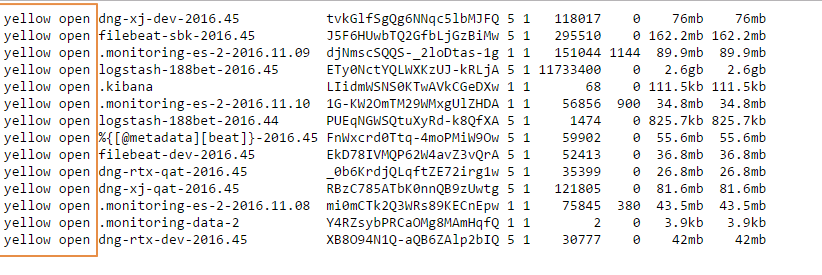 yellow open dng-xj-dev-2016.45 tvkGlfSgQg6NNqc5lbMJFQ 5 1 118017 0 76mb 76mb
yellow open filebeat-sbk-2016.45 J5F6HUwbTQ2GfbLjGzBiMw 5 1 295510 0 162.2mb 162.2mb
yellow open .monitoring-es-2-2016.11.09 djNmscSQQS-_2loDtas-1g 1 1 151044 1144 89.9mb 89.9mb
yellow open logstash-188bet-2016.45 ETy0NctYQLWXKzUJ-kRLjA 5 1 11733400 0 2.6gb 2.6gb
yellow open .kibana LIidmWSNS0KTwAVkCGeDXw 1 1 68 0 111.5kb 111.5kb
yellow open .monitoring-es-2-2016.11.10 1G-KW2OmTM29WMxgUlZHDA 1 1 56856 900 34.8mb 34.8mb
yellow open logstash-188bet-2016.44 PUEqNGWSQtuXyRd-k8QfXA 5 1 1474 0 825.7kb 825.7kb
yellow open %{[@metadata][beat]}-2016.45 FnWxcrd0Ttq-4moPMiW9Ow 5 1 59902 0 55.6mb 55.6mb
yellow open filebeat-dev-2016.45 EkD78IVMQP62W4avZ3vQrA 5 1 52413 0 36.8mb 36.8mb
yellow open dng-rtx-qat-2016.45 _0b6KrdjQLqftZE72irg1w 5 1 35399 0 26.8mb 26.8mb
yellow open dng-xj-qat-2016.45 RBzC785ATbK0nnQB9zUwtg 5 1 121805 0 81.6mb 81.6mb
yellow open .monitoring-es-2-2016.11.08 mi0mCTk2Q3WRs89KECnEpw 1 1 75845 380 43.5mb 43.5mb
yellow open .monitoring-data-2 Y4RZsybPRCaOMg8MAmHqfQ 1 1 2 0 3.9kb 3.9kb
yellow open dng-rtx-dev-2016.45 XB8O94N1Q-aQB6ZAlp2bIQ 5 1 30777 0 42mb 42mb